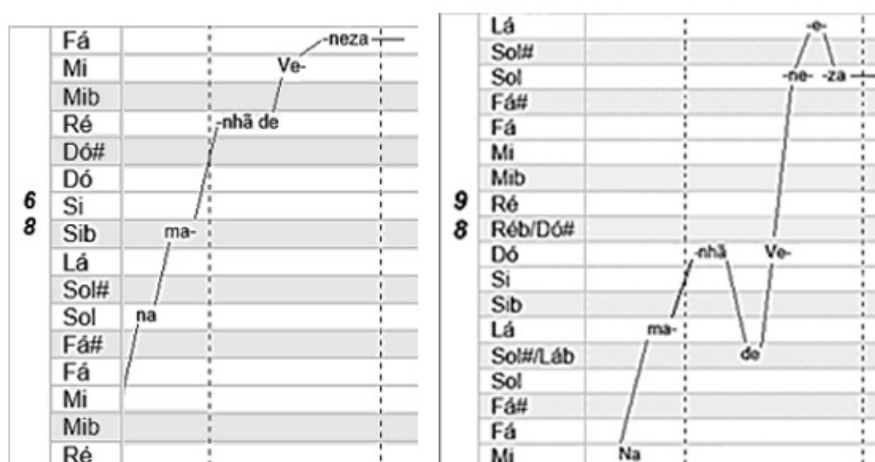 Fá
Mi
Mib
Ré
Dó#
Dó
Si
Sib
Lá
Sol#
Sol
Fá#
Fá
Mi
Mib
Ré
6
8
na
ma-
-nhã de
Ve-
-neza
Lá
Sol#
Sol
Fá#
Fá
Mi
Mib
Ré
Réb/Dó#
Dó
Si
Sib
Lá
Sol#/Láb
Sol
Fá#
Fá
Mi
9
8
Na
ma-
-nhã
de
Ve-
-ne-
-e-
-za